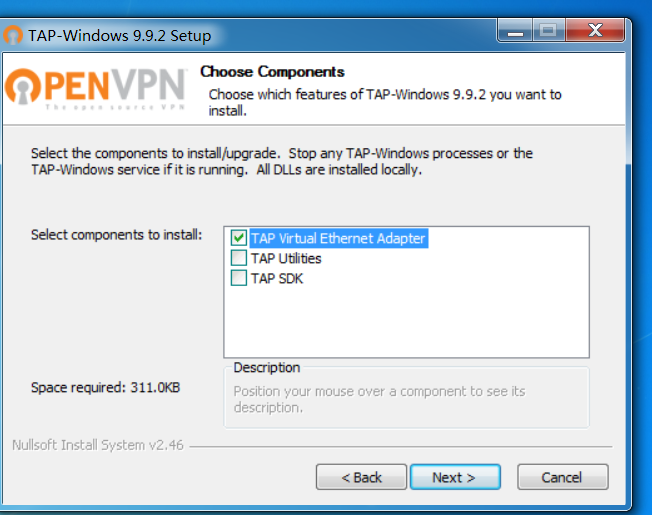 TAP-Windows 9.9.2 Setup
OPENVPN
The open source VPN
Choose Components
Choose which features of TAP-Windows 9.9.2 you want to
install.
Select the components to install/upgrade. Stop any TAP-Windows processes or the
TAP-Windows service if it is running. All DLLs are installed locally.
Select components to install:
TAP Virtual Ethernet Adapter
TAP Utilities
TAP SDK
Description
Space required: 311.0KB
Position your mouse over a component to see its
description.
Nullsoft Install System v2.46
< Back
Next >
Cancel